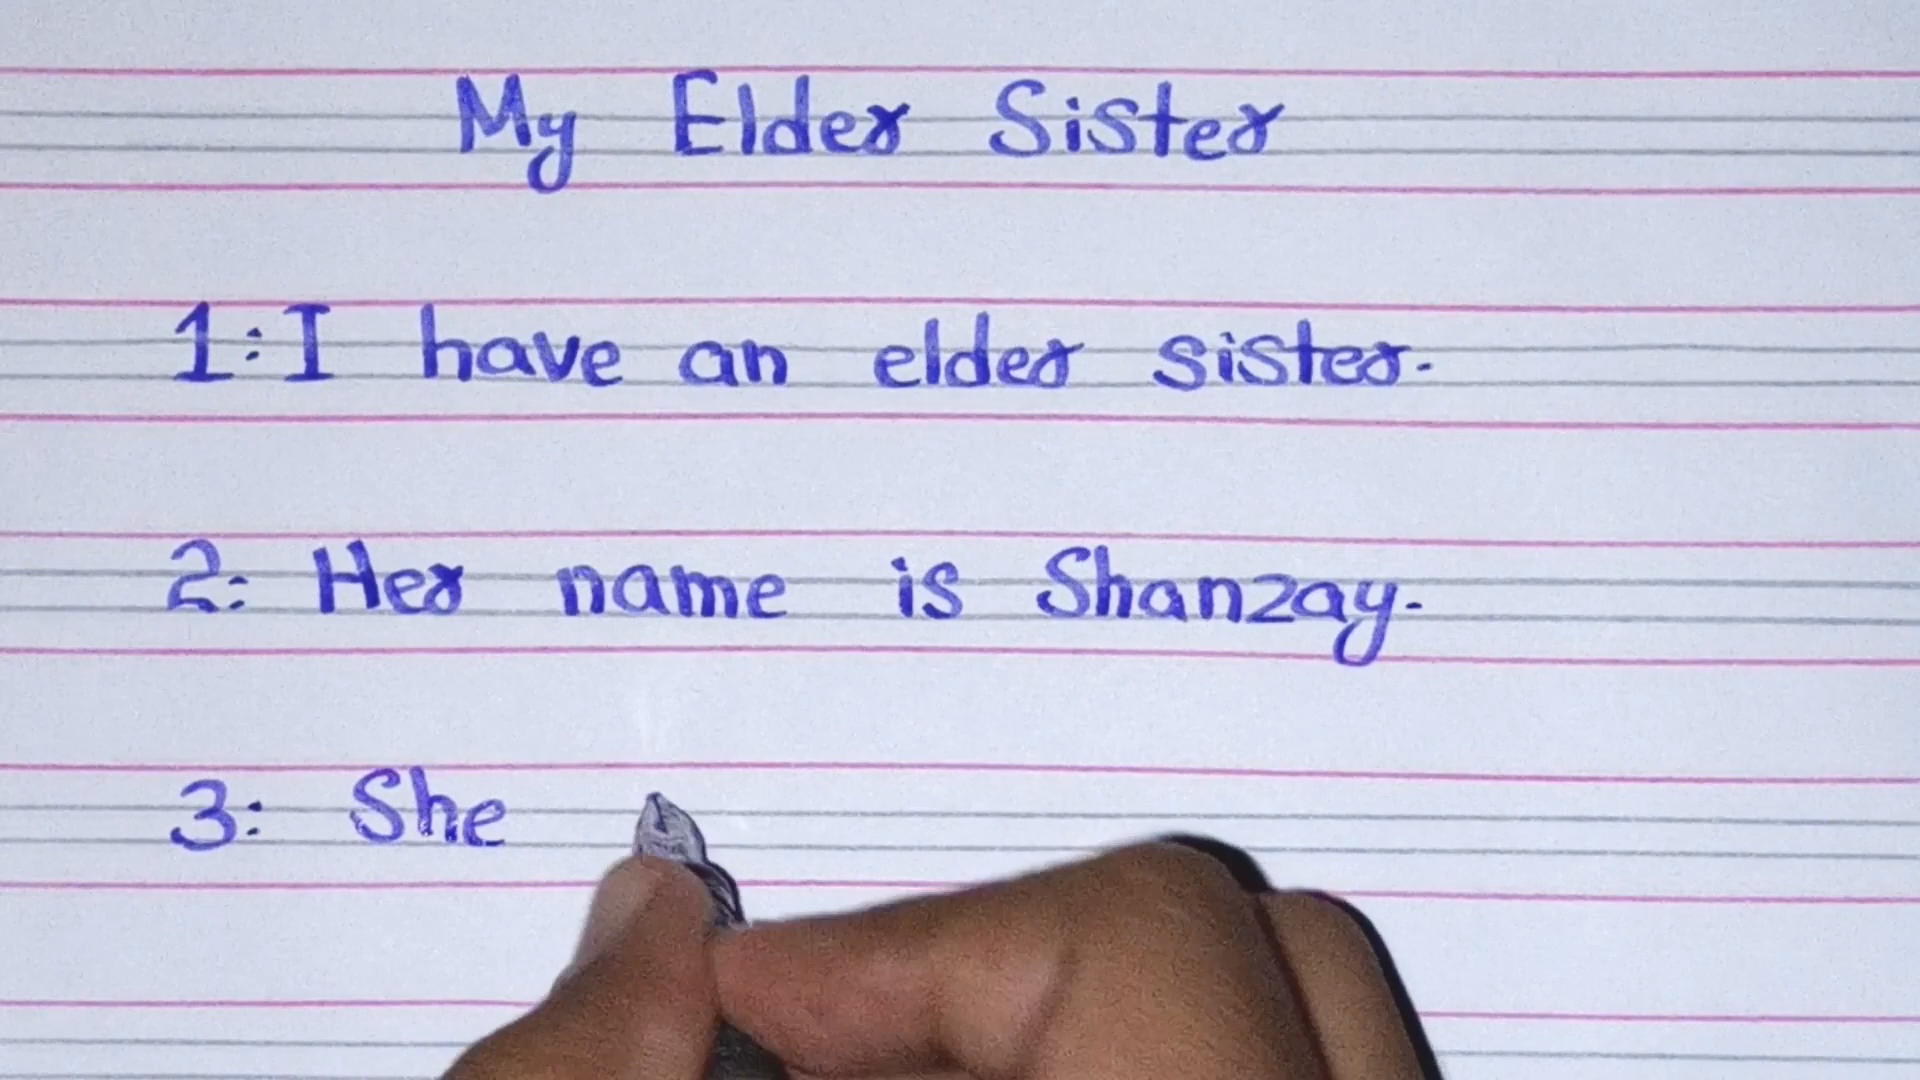 My Elder Sister
1: I have an elder sister.
2: Her name is Shanzay.
3: She